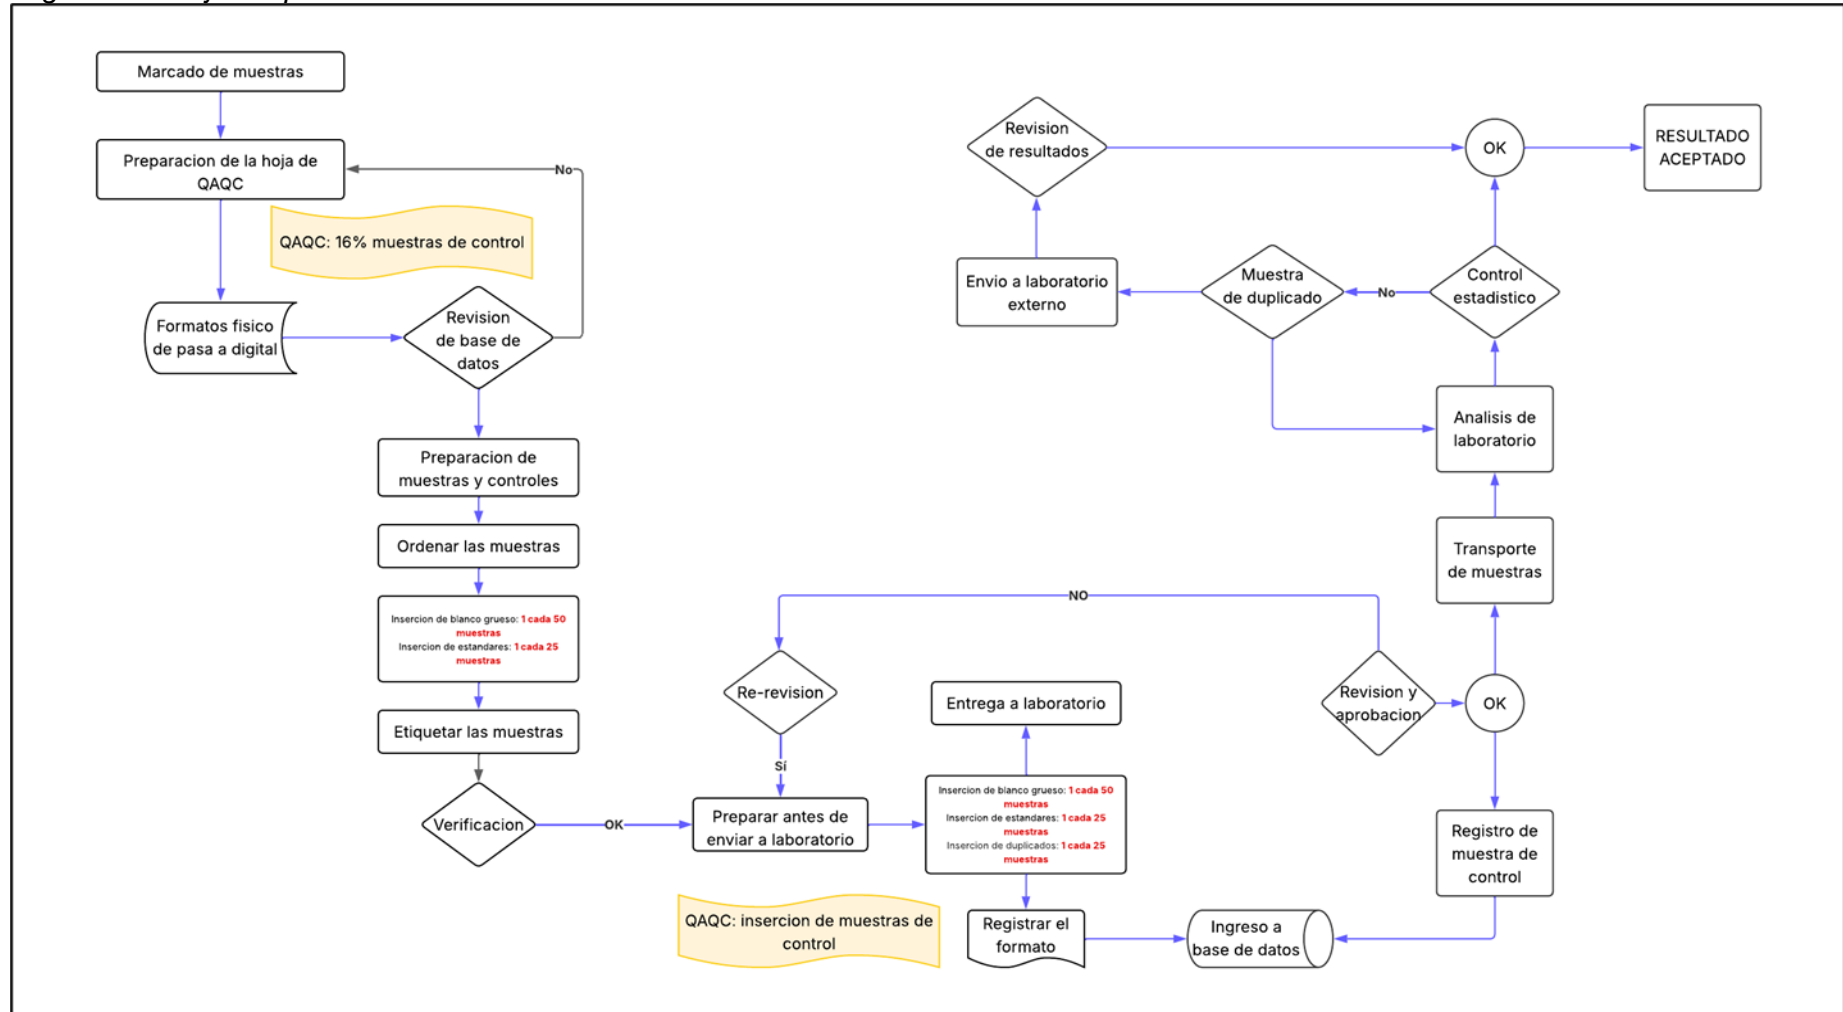 Marcado de muestras
Preparacion de la hoja de
QAQC
No
QAQC: 16% muestras de control
Formatos fisico
de pasa a digital
Revision
de base de
datos
Preparacion de
muestras y controles
Ordenar las muestras
Insercion de blanco grueso: 1 cada 50
muestras
Insercion de estandares: 1 cada 25
muestras
Etiquetar las muestras
Verificacion
OK
NO
Re-revision
Sí
Preparar antes de
enviar a laboratorio
Entrega a laboratorio
Insercion de blanco grueso: 1 cada 50
muestras
Insercion de estandares: 1 cada 25
muestras
Insercion de duplicados: 1 cada 25
muestras
QAQC: insercion de muestras de
control
Registrar el
formato
Ingreso a
base de datos
Registro de
muestra de
control
Revision y
aprobacion
OK
Transporte
de muestras
Analisis de
laboratorio
Control
estadistico
No
Muestra
de duplicado
Envio a laboratorio
externo
Revision
de resultados
OK
RESULTADO
ACEPTADO